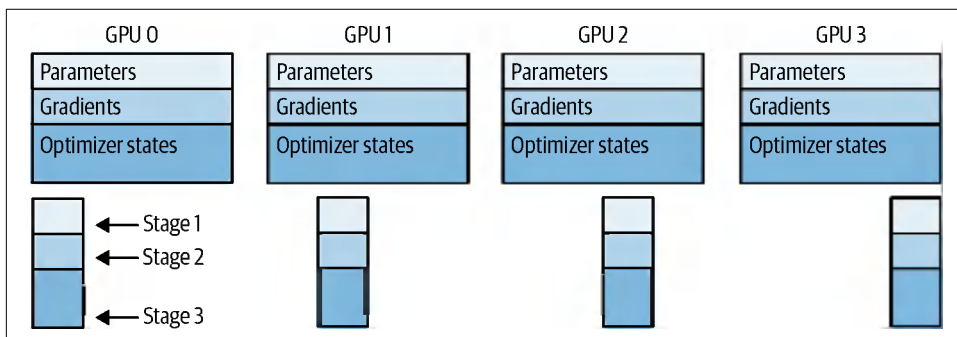 GPU 0 GPU 1 GPU 2 GPU 3
Parameters Parameters Parameters Parameters
Gradients Gradients Gradients Gradients
Optimizer states Optimizer states Optimizer states Optimizer states
Stage 1
Stage 2
Stage 3